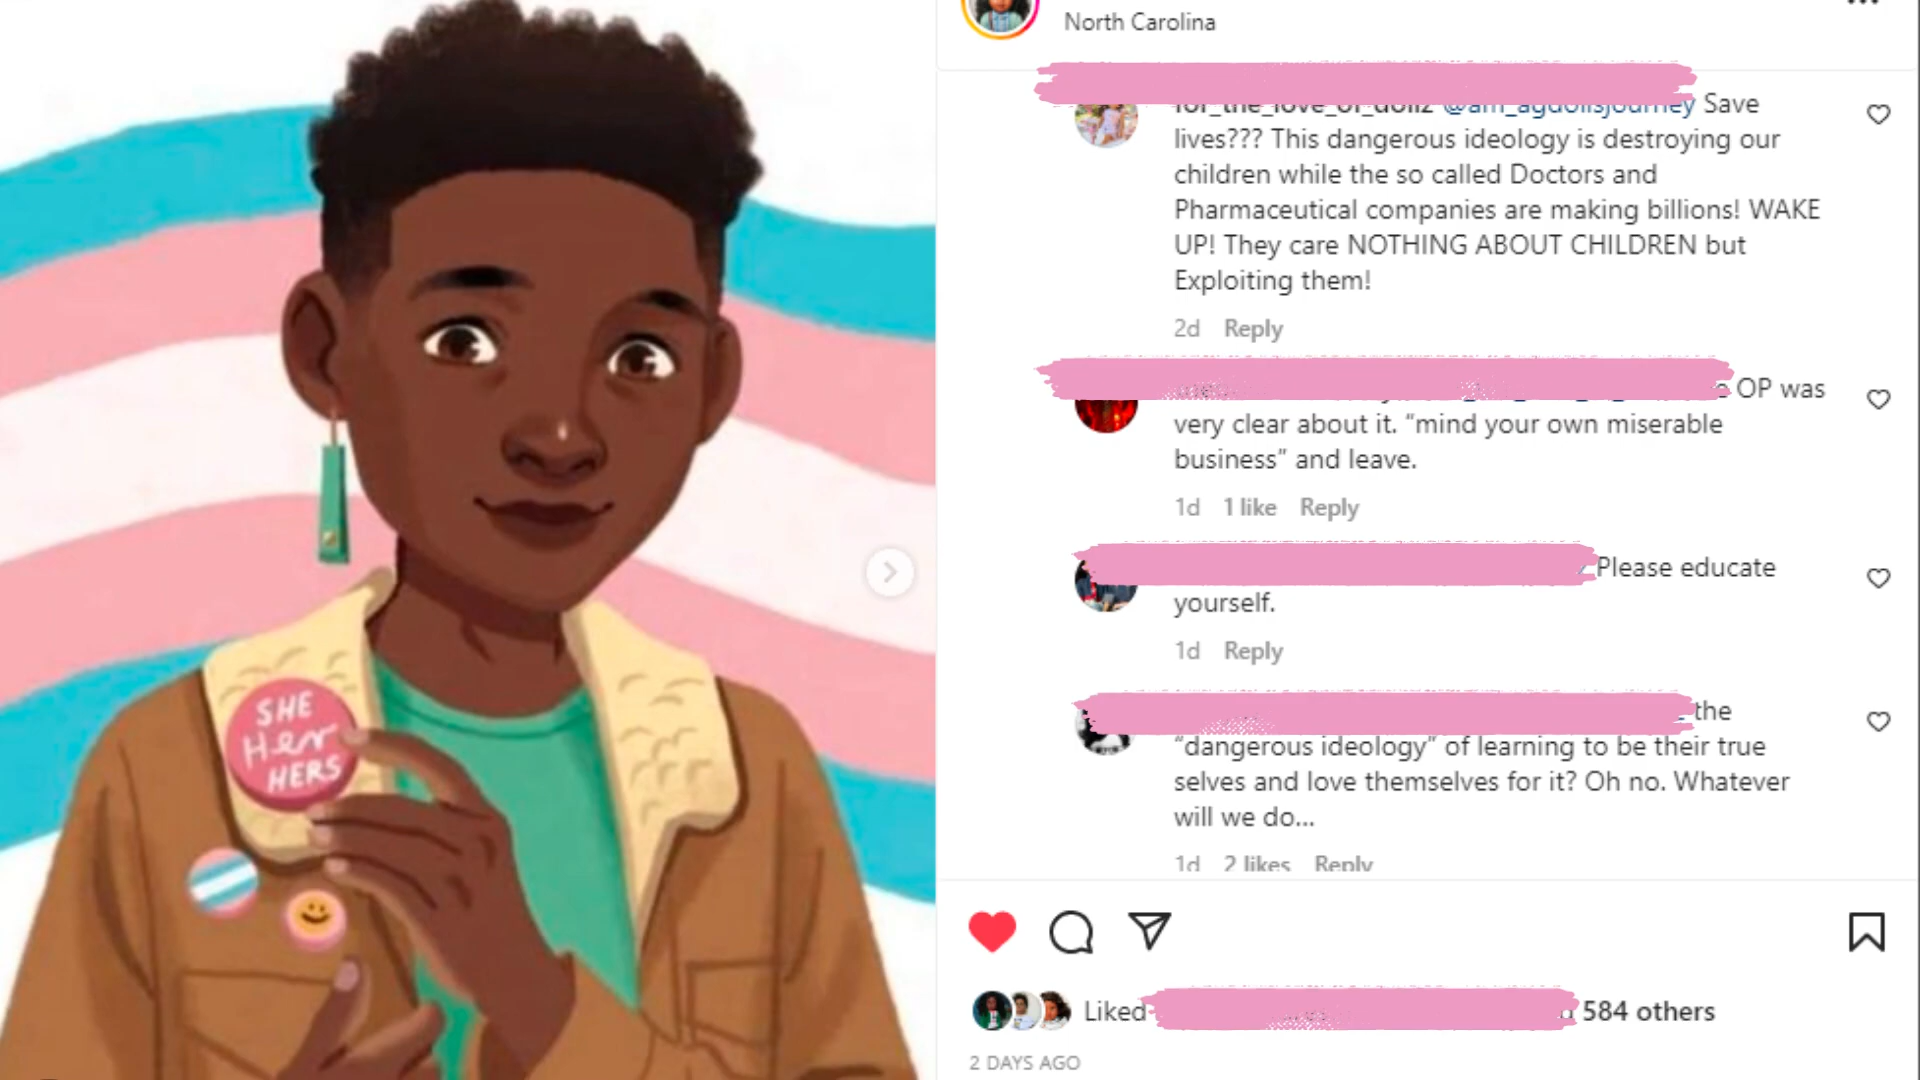 SHE
Her
HERS
North Carolina
for_the_love_of_dollz @am_agdollsjourney Save
lives??? This dangerous ideology is destroying our
children while the so called Doctors and
Pharmaceutical companies are making billions! WAKE
UP! They care NOTHING ABOUT CHILDREN but
Exploiting them!
2d Reply
OP was
very clear about it. “mind your own miserable
business” and leave.
1d 1 like Reply
Please educate
yourself.
1d Reply
the
“dangerous ideology” of learning to be their true
selves and love themselves for it? Oh no. Whatever
will we do...
1d 2 likes Reply
Liked 584 others
2 DAYS AGO